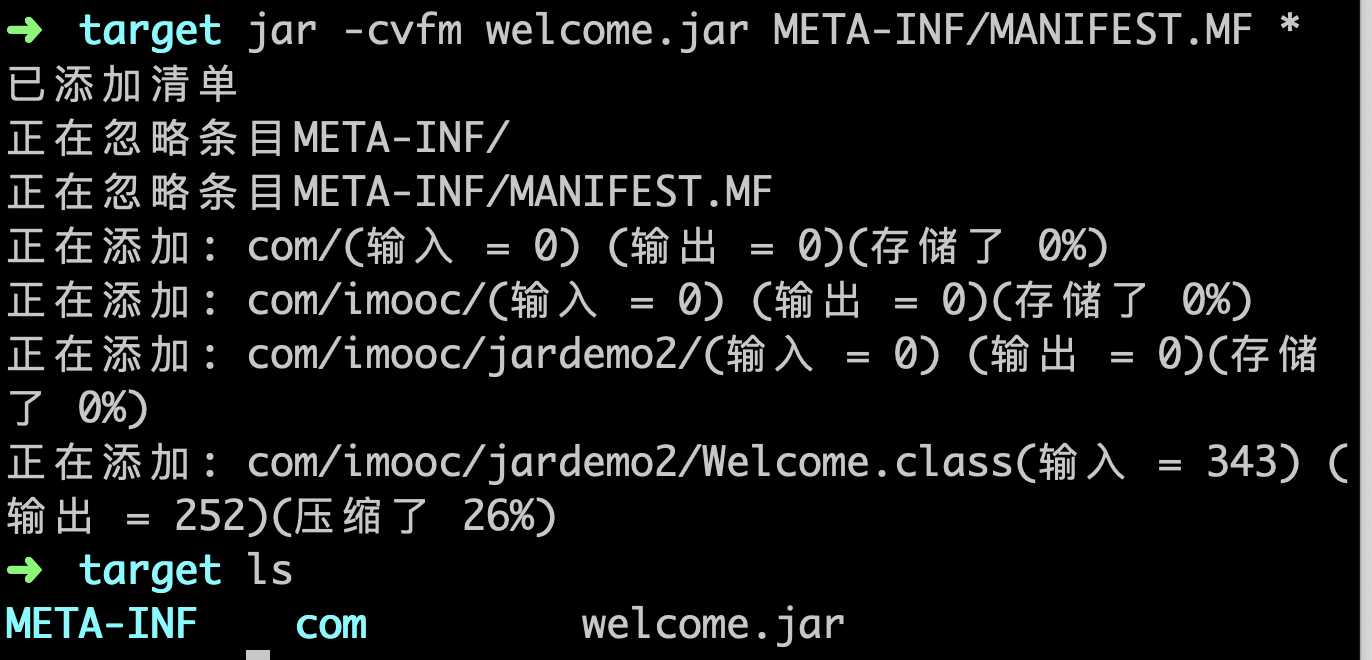 ➜ target jar -cvfm welcome.jar META-INF/MANIFEST.MF *
已添加清单
正在忽略条目META-INF/
正在忽略条目META-INF/MANIFEST.MF
正在添加: com/(输入 = 0) (输出 = 0)(存储了 0%)
正在添加: com/imooc/(输入 = 0) (输出 = 0)(存储了 0%)
正在添加: com/imooc/jardemo2/(输入 = 0) (输出 = 0)(存储
了 0%)
正在添加: com/imooc/jardemo2/Welcome.class(输入 = 343) (
输出 = 252)(压缩了 26%)
➜ target ls
META-INF com welcome.jar